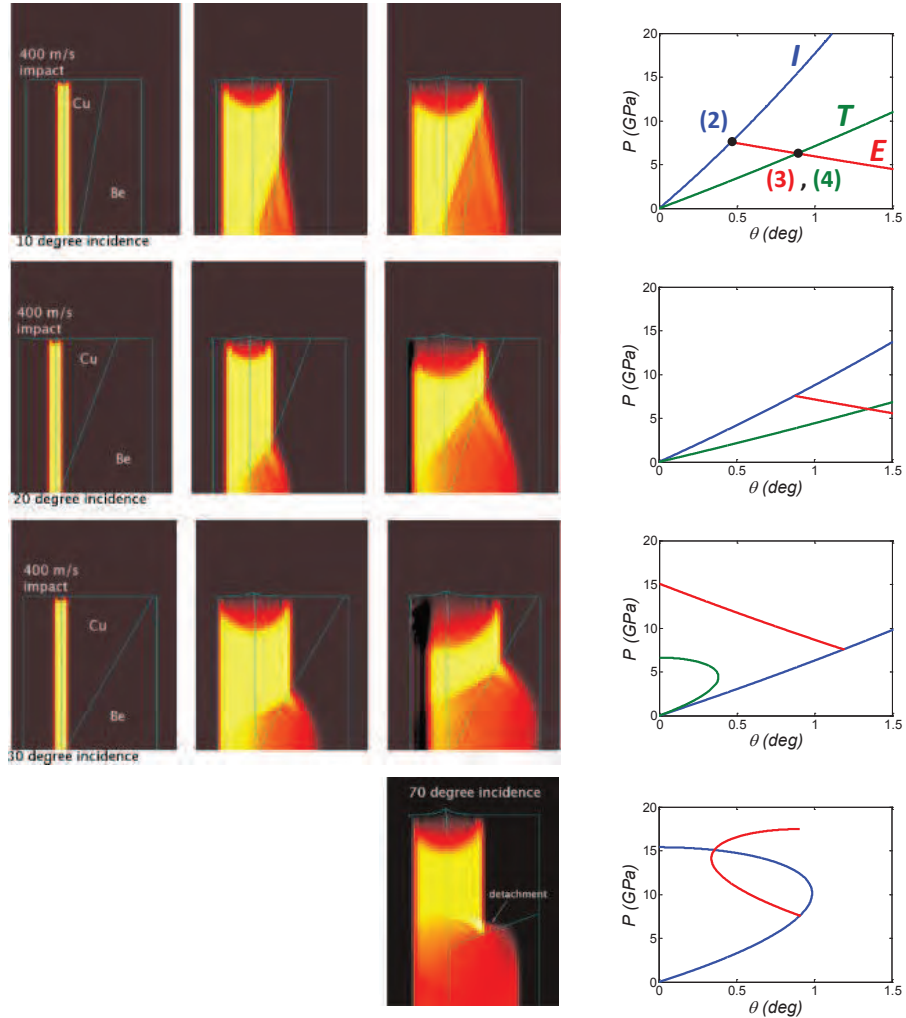 400 m/s
impact
Cu
Be
10 degree incidence
P (GPa)
20
15
10
5
0
0
0.5
1
1.5
θ (deg)
I
T
E
(2)
(3) , (4)
400 m/s
impact
Cu
Be
20 degree incidence
P (GPa)
20
15
10
5
0
0
0.5
1
1.5
θ (deg)
400 m/s
impact
Cu
Be
30 degree incidence
P (GPa)
20
15
10
5
0
0
0.5
1
1.5
θ (deg)
70 degree incidence
detachment
P (GPa)
20
15
10
5
0
0
0.5
1
1.5
θ (deg)